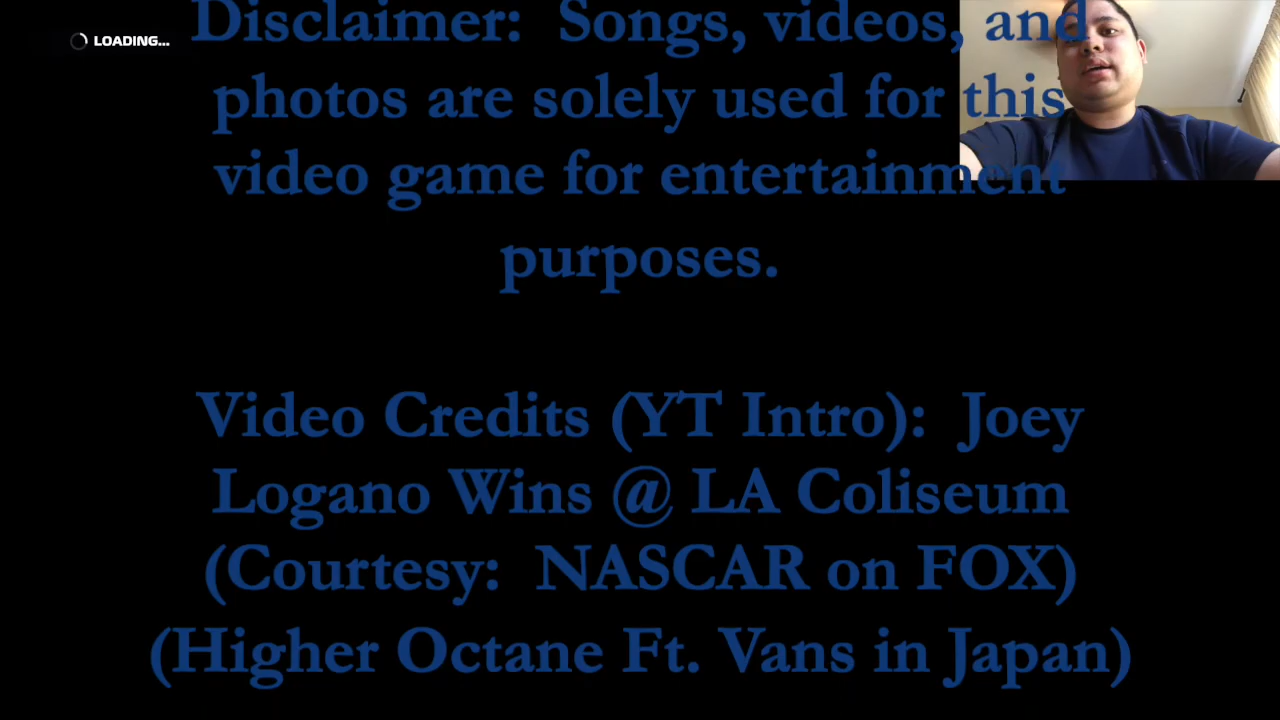 LOADING...
Disclaimer: Songs, videos, and
photos are solely used for this
video game for entertainment
purposes.
Video Credits (YT Intro): Joey
Logano Wins @ LA Coliseum
(Courtesy: NASCAR on FOX)
(Higher Octane Ft. Vans in Japan)